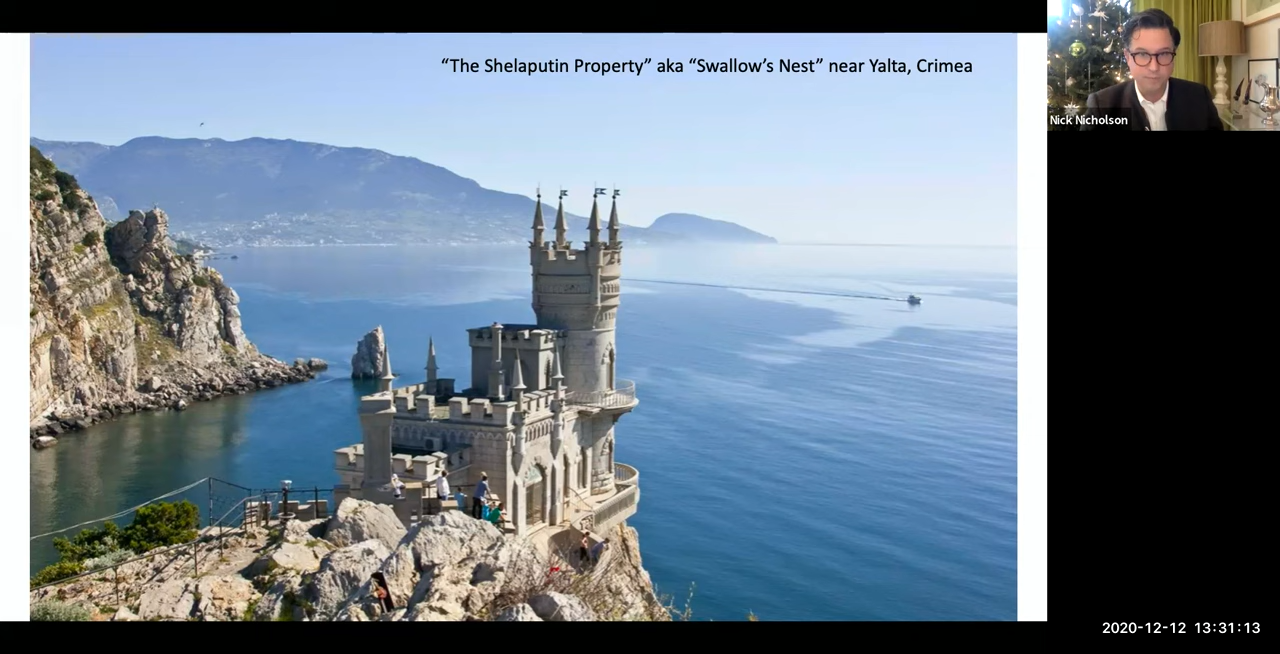 “The Shelaputin Property” aka “Swallow’s Nest” near Yalta, Crimea
Nick Nicholson
2020-12-12 13:31:13